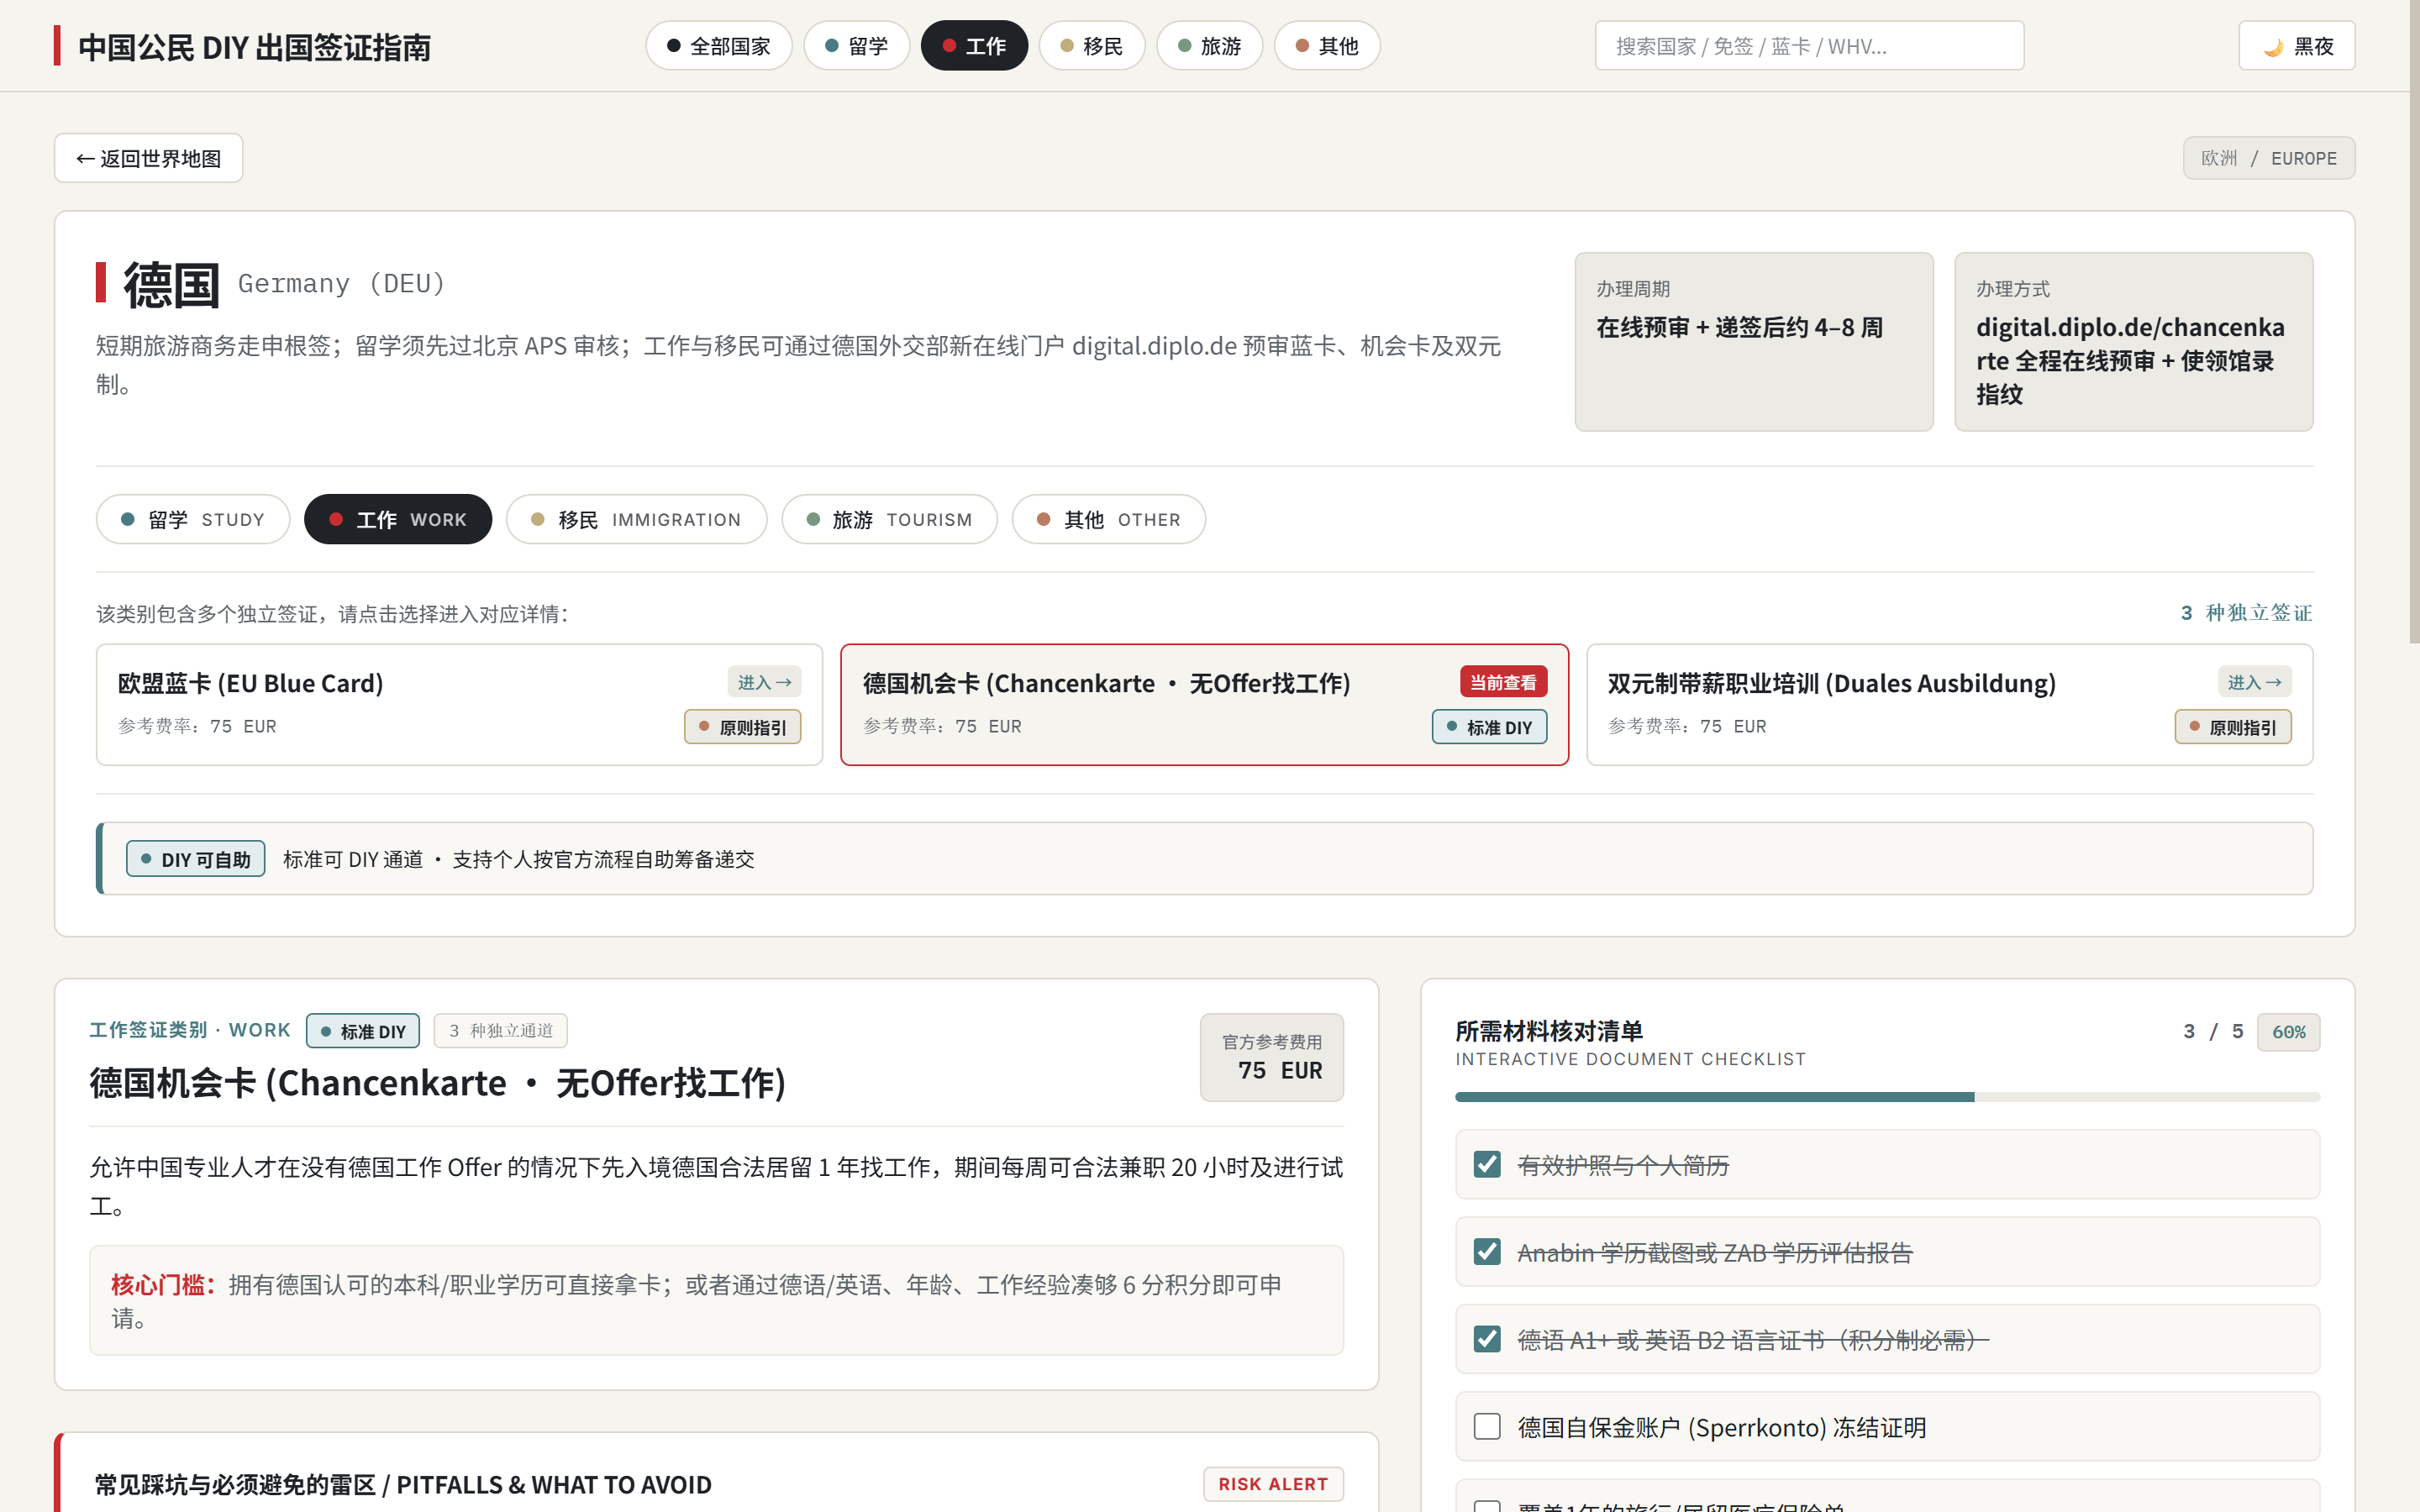 中国公民 DIY 出国签证指南
全部国家
留学
工作
移民
旅游
其他
搜索国家 / 免签 / 蓝卡 / WHV...
🌙 黑夜
← 返回世界地图
欧洲 / EUROPE
德国 Germany (DEU)
短期旅游商务走申根签；留学须先过北京 APS 审核；工作与移民可通过德国外交部新在线门户 digital.diplo.de 预审蓝卡、机会卡及双元
制。
办理周期
在线预审 + 递签后约 4–8 周
办理方式
digital.diplo.de/chancenka
rte 全程在线预审 + 使领馆录
指纹
留学 STUDY
工作 WORK
移民 IMMIGRATION
旅游 TOURISM
其他 OTHER
该类别包含多个独立签证，请点击选择进入对应详情：
3 种独立签证
欧盟蓝卡 (EU Blue Card)
进入 →
参考费率：75 EUR
原则指引
德国机会卡 (Chancenkarte · 无Offer找工作)
当前查看
参考费率：75 EUR
标准 DIY
双元制带薪职业培训 (Duales Ausbildung)
进入 →
参考费率：75 EUR
原则指引
DIY 可自助
标准可 DIY 通道 · 支持个人按官方流程自助筹备递交
工作签证类别 · WORK
标准 DIY
3 种独立通道
德国机会卡 (Chancenkarte · 无Offer找工作)
官方参考费用
75 EUR
允许中国专业人才在没有德国工作 Offer 的情况下先入境德国合法居留 1 年找工作，期间每周可合法兼职 20 小时及进行试
工。
核心门槛：拥有德国认可的本科/职业学历可直接拿卡；或者通过德语/英语、年龄、工作经验凑够 6 分积分即可申
请。
常见踩坑与必须避免的雷区 / PITFALLS & WHAT TO AVOID
RISK ALERT
所需材料核对清单
INTERACTIVE DOCUMENT CHECKLIST
3 / 5
60%
有效护照与个人简历
Anabin 学历截图或 ZAB 学历评估报告
德语 A1+ 或 英语 B2 语言证书（积分制必需）
德国自保金账户 (Sperrkonto) 冻结证明
覆盖1年的旅行/居留医疗保险单